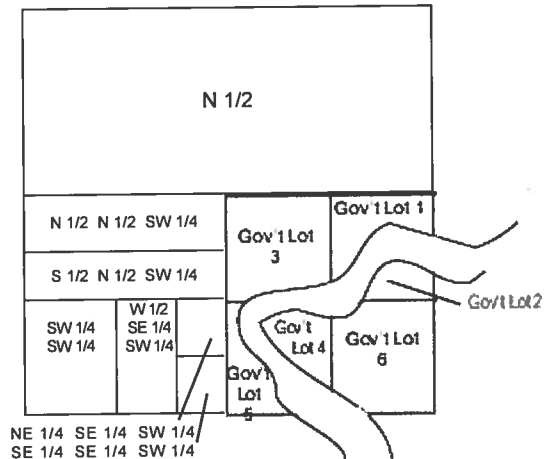 N 1/2
N 1/2 N 1/2 SW 1/4
Gov't Lot 1
Gov't Lot
3
S 1/2 N 1/2 SW 1/4
Gov't Lot 2
SW 1/4
SW 1/4
W 1/2
SE 1/4
SW 1/4
Gov't
Lot 4
Gov't Lot
6
Gov't
Lot
5
NE 1/4 SE 1/4 SW 1/4
SE 1/4 SE 1/4 SW 1/4